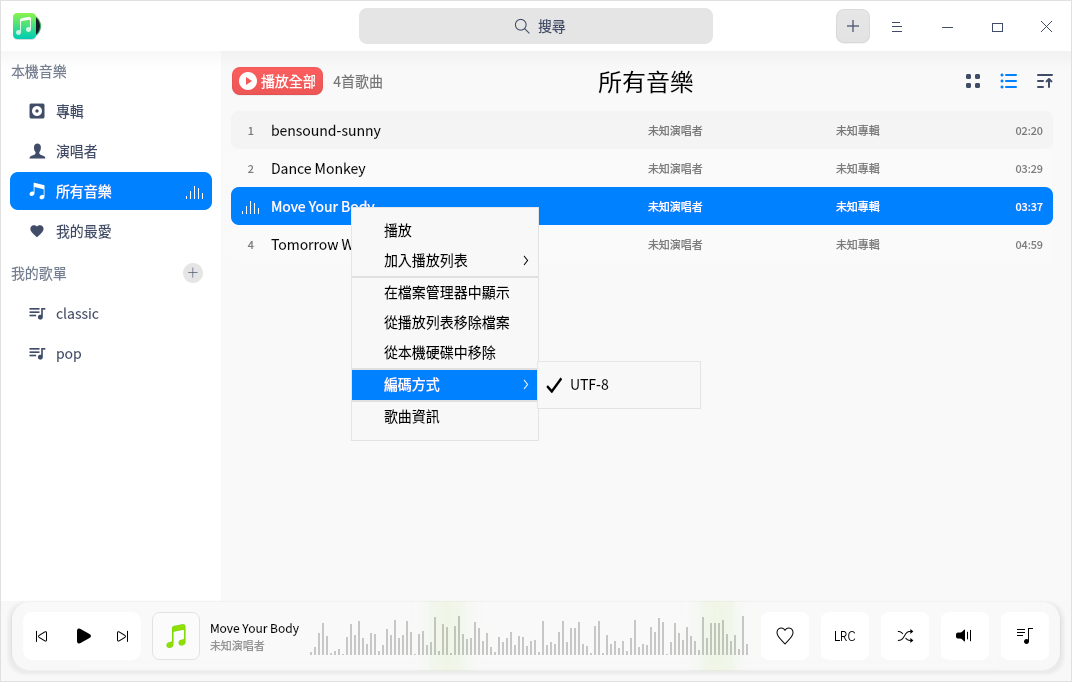 搜尋
本機音樂
專輯
演唱者
所有音樂
我的最愛
我的歌單
classic
pop
播放全部 4首歌曲 所有音樂
1 bensound-sunny 未知演唱者 未知專輯 02:20
2 Dance Monkey 未知演唱者 未知專輯 03:29
Move Your Body 未知演唱者 未知專輯 03:37
4 Tomorrow W 未知演唱者 未知專輯 04:59
播放
加入播放列表
在檔案管理器中顯示
從播放列表移除檔案
從本機硬碟中移除
編碼方式
UTF-8
歌曲資訊
Move Your Body
未知演唱者
LRC